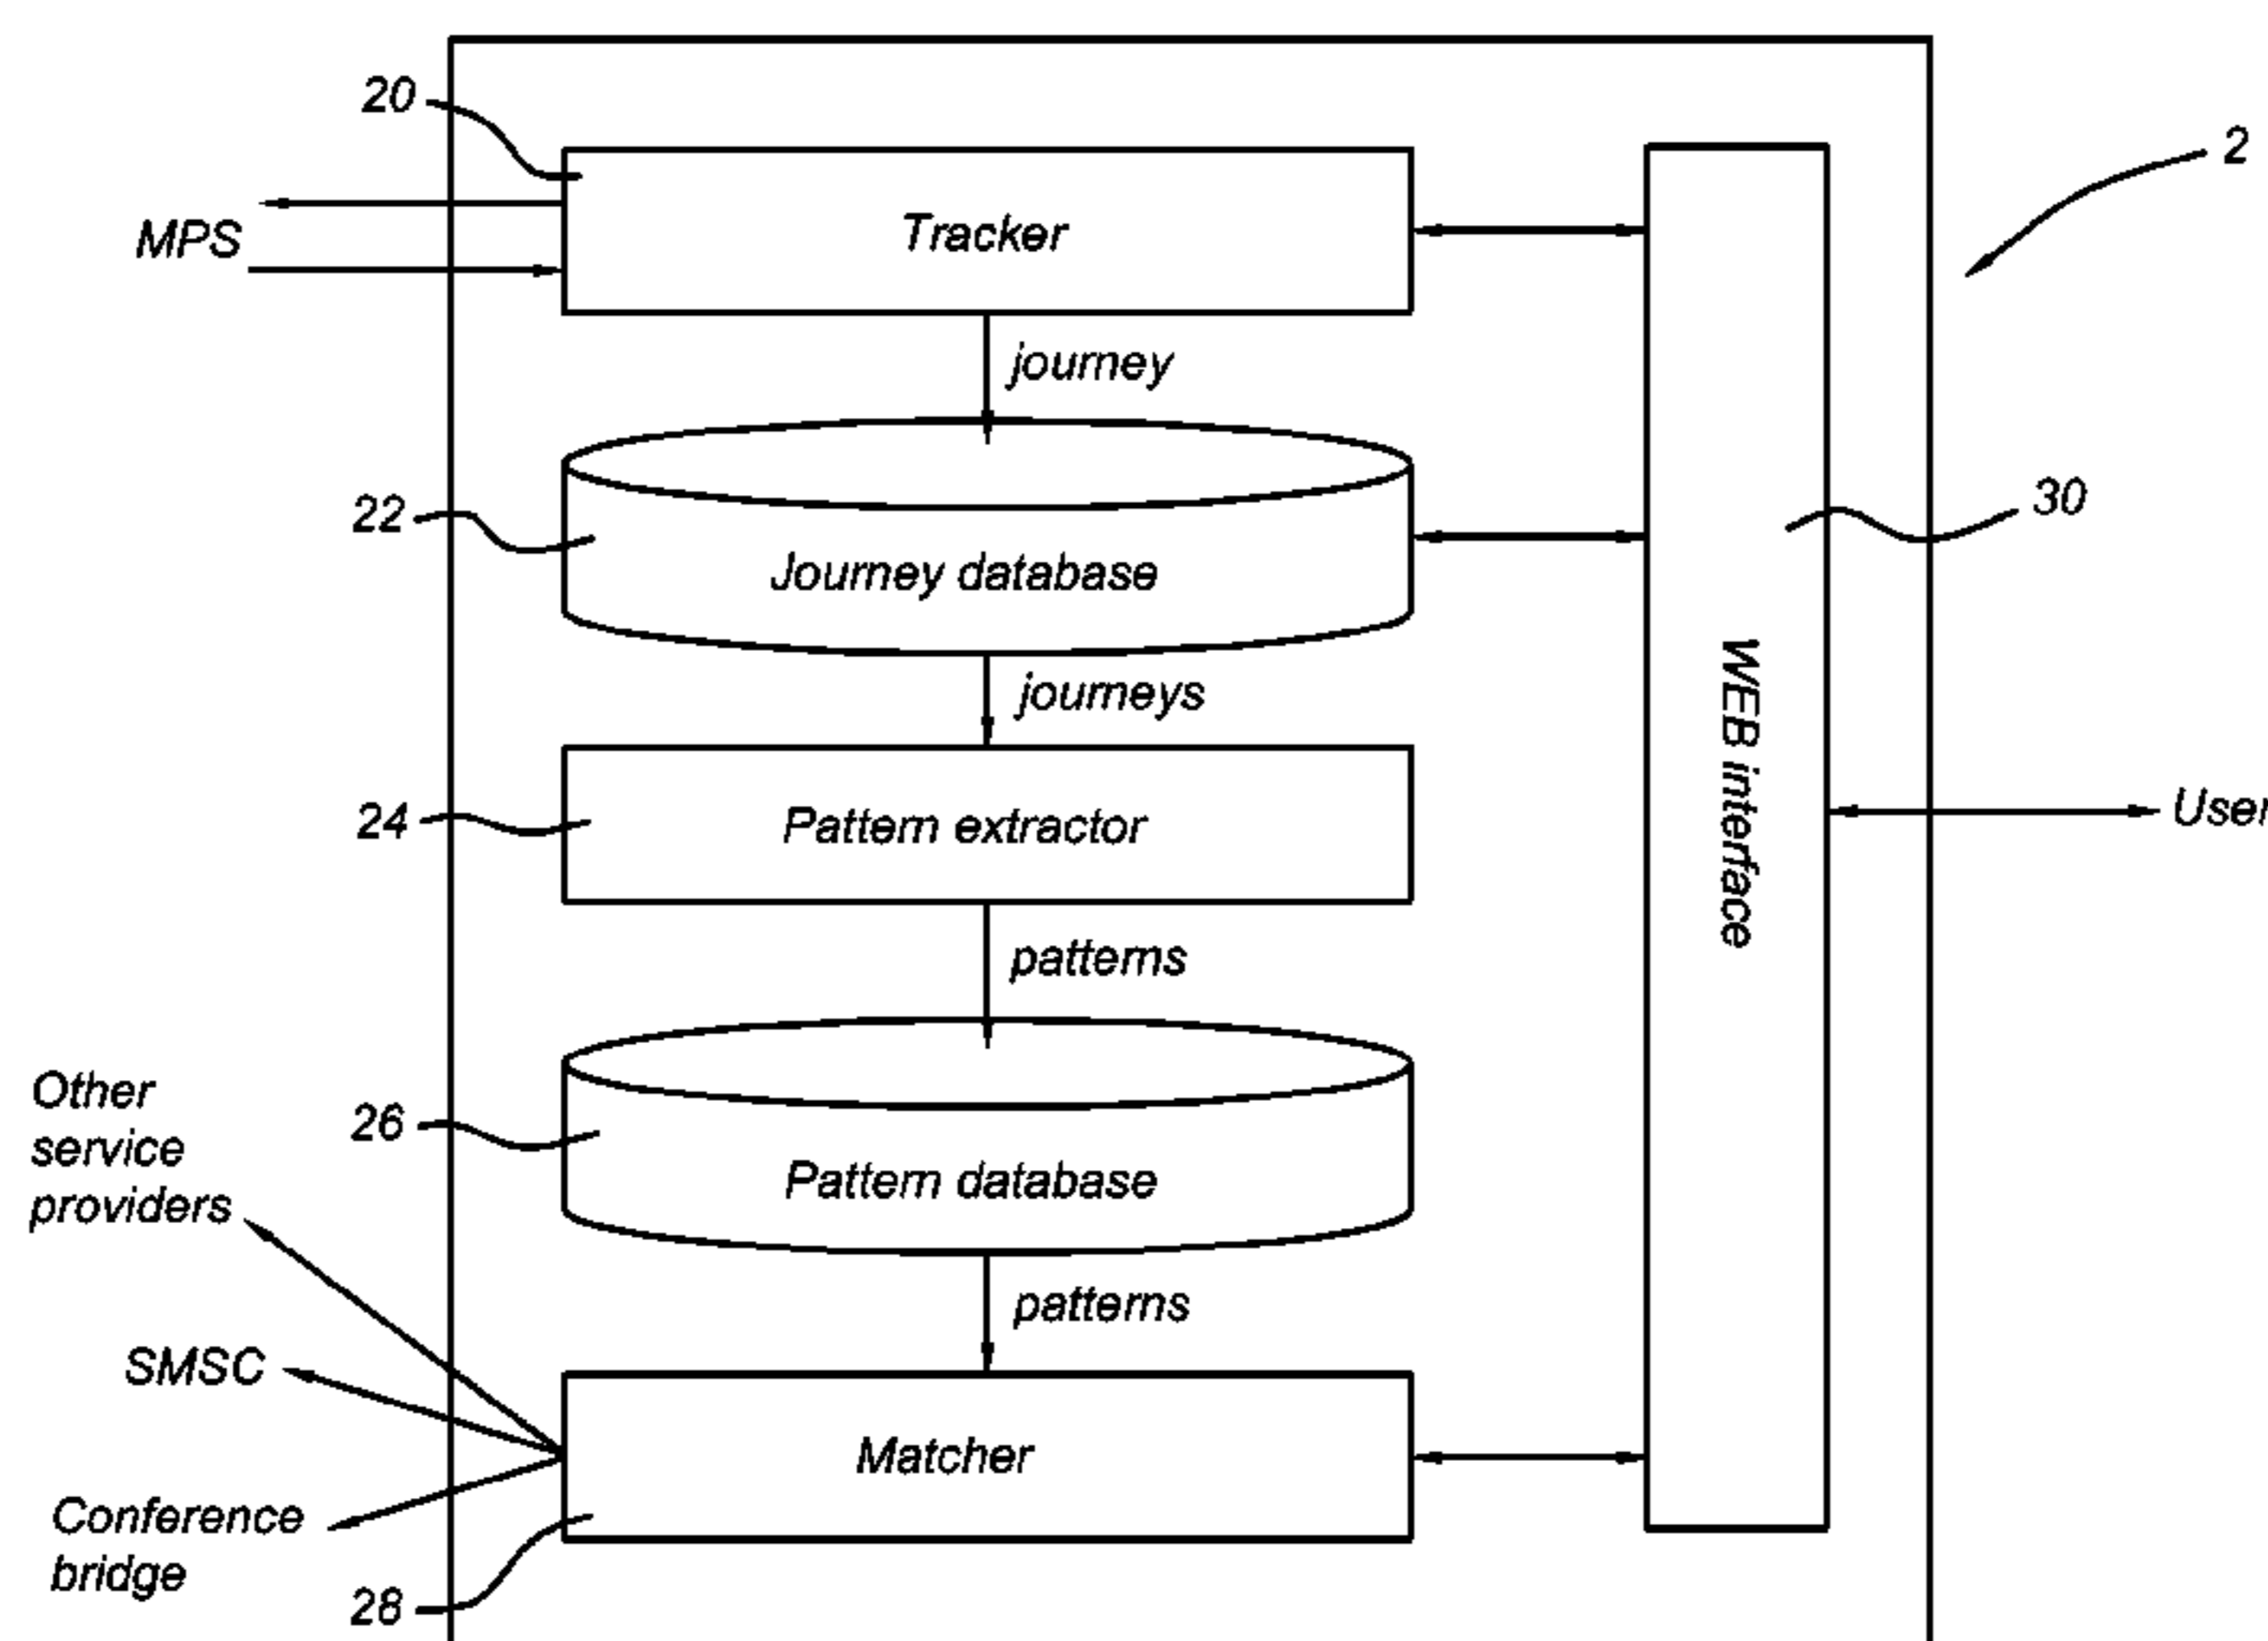 20
2
MPS
Tracker
journey
22
30
Journey database
journeys
WEB interface
24
Pattern extractor
User
patterns
Other
service
providers
26
Pattern database
patterns
SMSC
Matcher
Conference
bridge
28